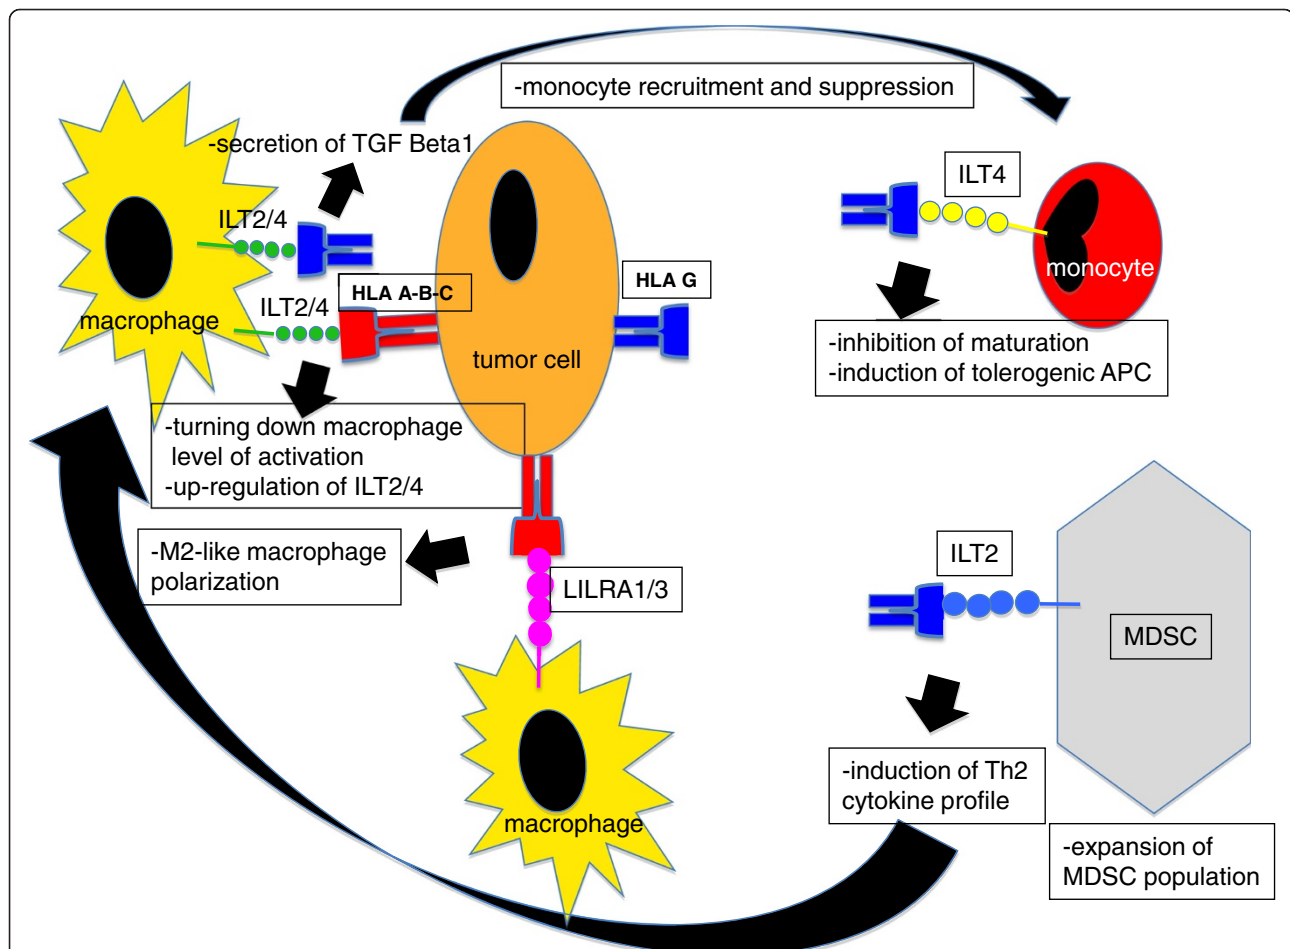 -monocyte recruitment and suppression
-secretion of TGF Beta1
ILT4
ILT2/4
monocyte
HLA A-B-C
HLA G
ILT2/4
macrophage
tumor cell
-inhibition of maturation
-induction of tolerogenic APC
-turning down macrophage
level of activation
-up-regulation of ILT2/4
-M2-like macrophage
polarization
LILRA1/3
ILT2
MDSC
-induction of Th2
cytokine profile
macrophage
-expansion of
MDSC population